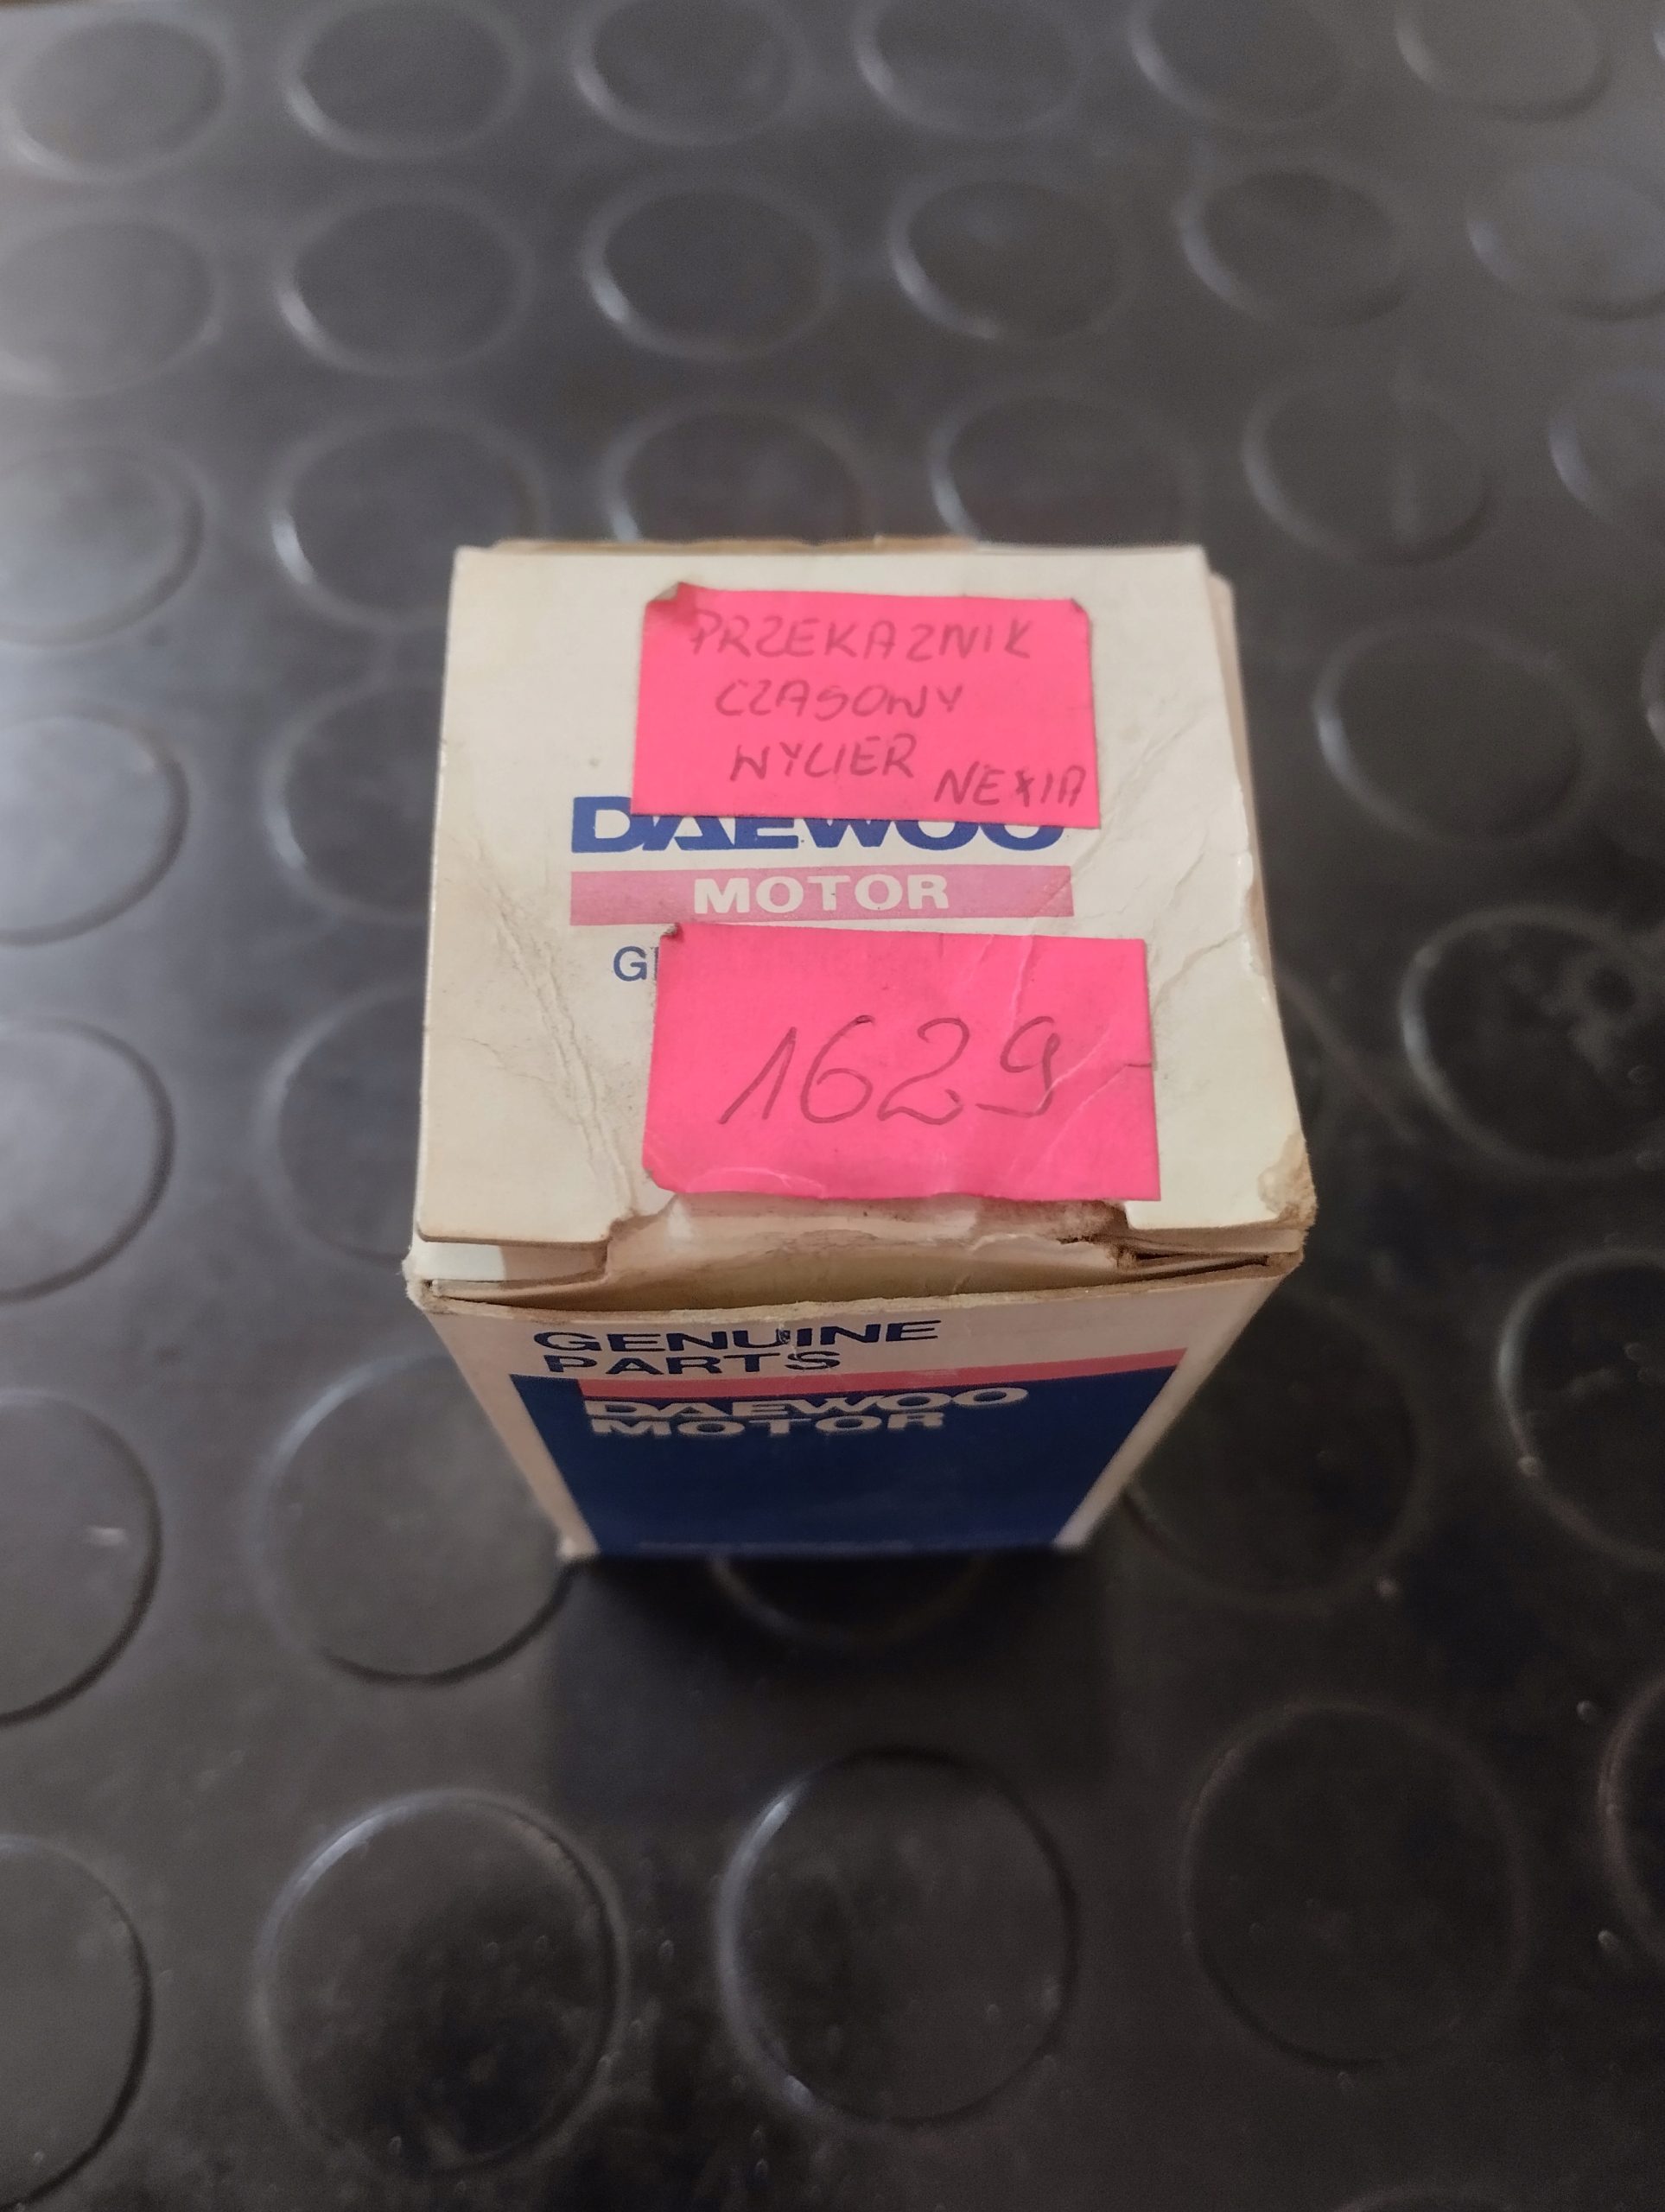 PRZEKAZNIK
CZASOWY
WYCIER NEXIA
DAEWOO
MOTOR
1629
GENUINE
PARTS
DAEWOO
MOTOR